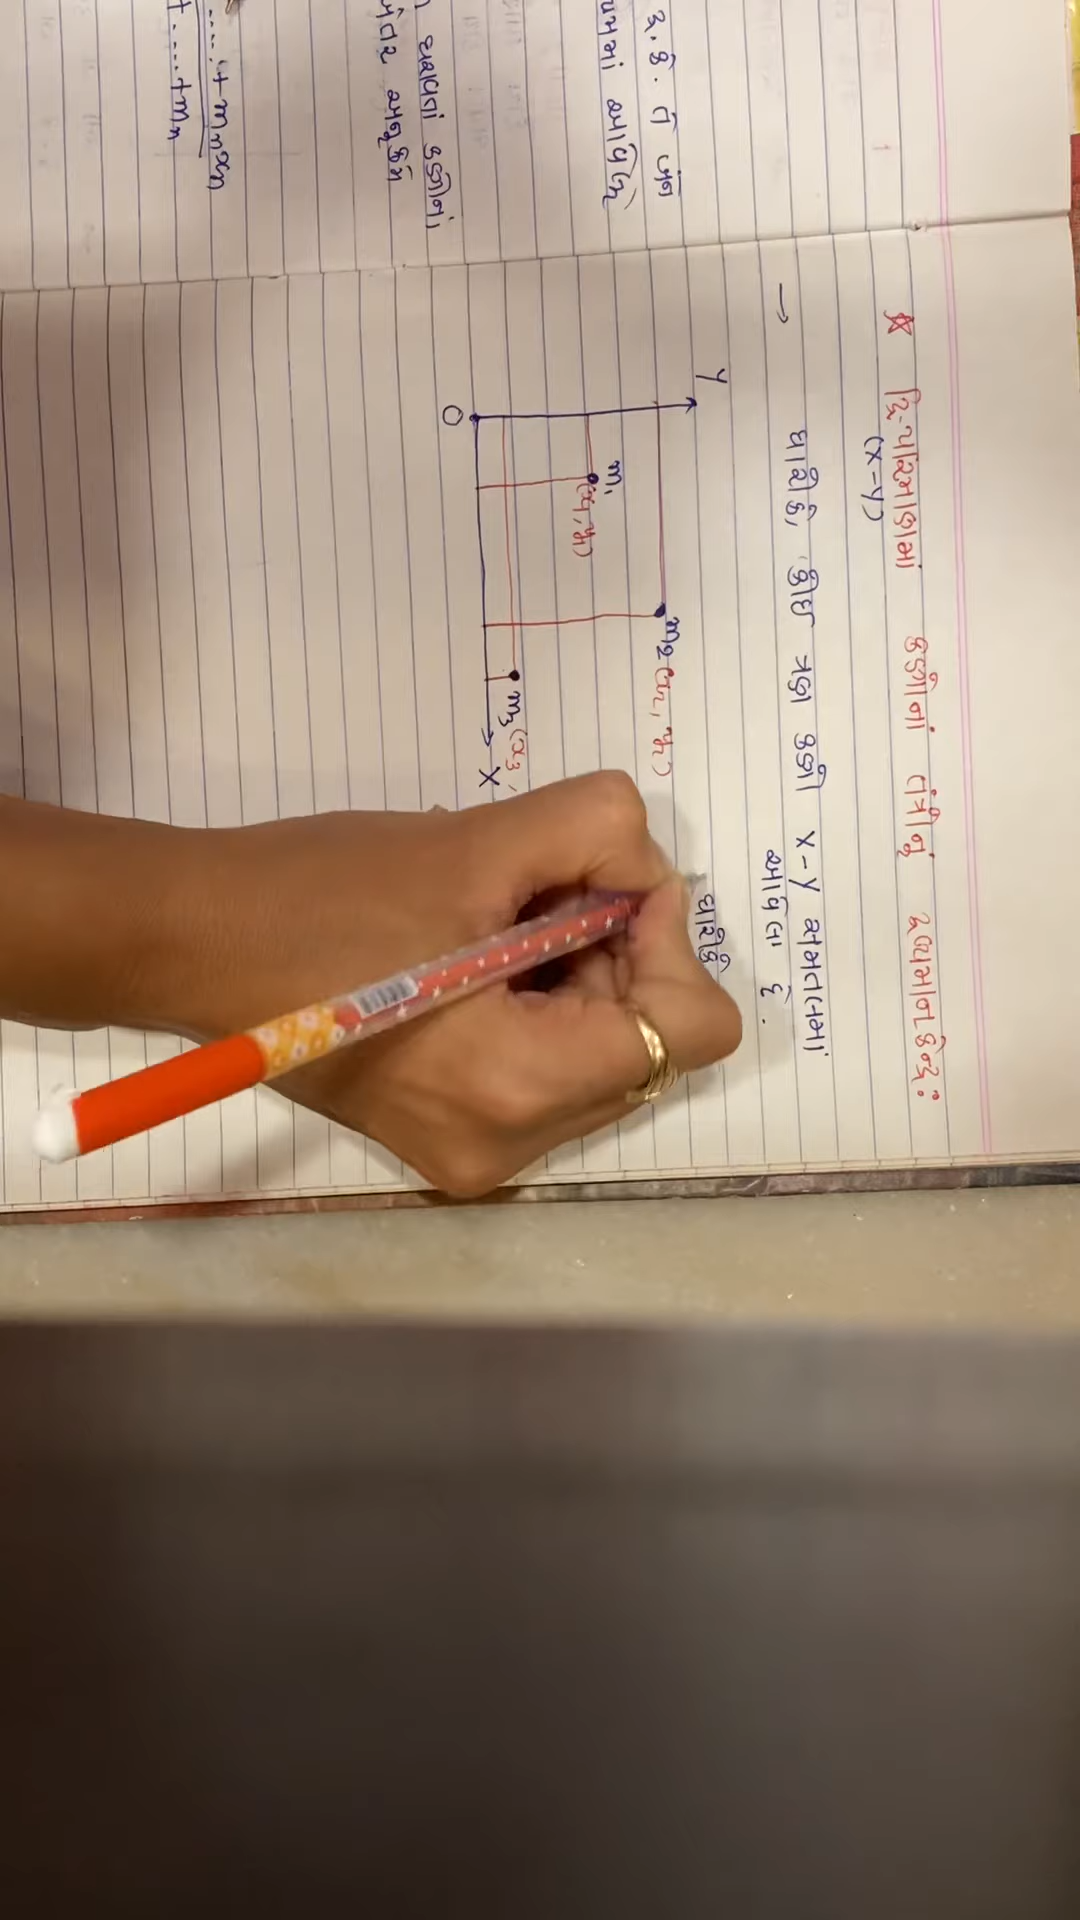 દ્ર.કે. તે
આવેલું
ધરાવતાં કણોનાં
અંતર અનુક્રમે
.....+ mₙxₙ
+.....+mₙ
☆ દ્વિ-પરિમાણમાં કણોનાં તંત્રનું દ્રવ્યમાનકેન્દ્ર:
(x-y)
→ ધારોકે, કોઇ ત્રણ કણો x-y સમતલમાં
આવેલા છે.
ધારોકે
Y
m₂(x₂, y₂)
m₁
(x₁, y₁)
m₃(x₃,
O
X